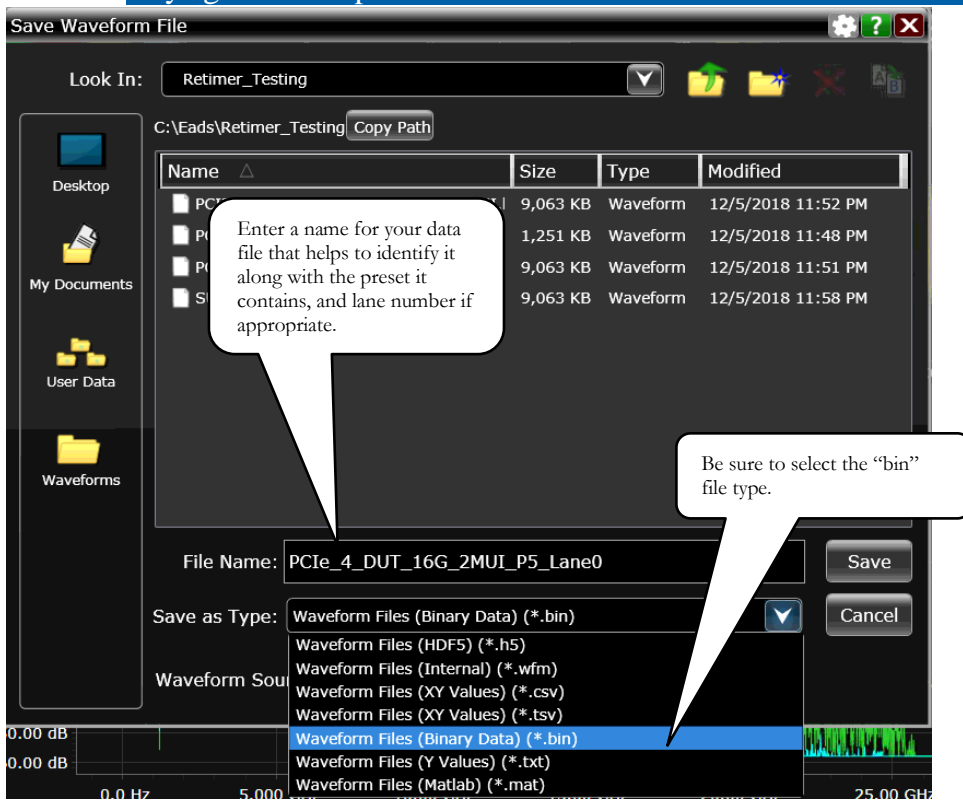 Save Waveform File
?
X
Look In: Retimer_Testing
C:\Eads\Retimer_Testing Copy Path
Desktop
My Documents
User Data
Waveforms
Name Size Type Modified
9,063 KB Waveform 12/5/2018 11:52 PM
1,251 KB Waveform 12/5/2018 11:48 PM
9,063 KB Waveform 12/5/2018 11:51 PM
9,063 KB Waveform 12/5/2018 11:58 PM
Enter a name for your data
file that helps to identify it
along with the preset it
contains, and lane number if
appropriate.
Be sure to select the “bin”
file type.
File Name: PCIe_4_DUT_16G_2MUI_P5_Lane0 Save
Save as Type: Waveform Files (Binary Data) (*.bin) Cancel
Waveform Files (HDF5) (*.h5)
Waveform Files (Internal) (*.wfm)
Waveform
Waveform Files (XY Values) (*.csv)
Waveform Files (XY Values) (*.tsv)
Waveform Files (Binary Data) (*.bin)
Waveform Files (Y Values) (*.txt)
Waveform Files (Matlab) (*.mat)
0.00 dB
0.00 dB
0.0 Hz 5.000 25.00 GHz